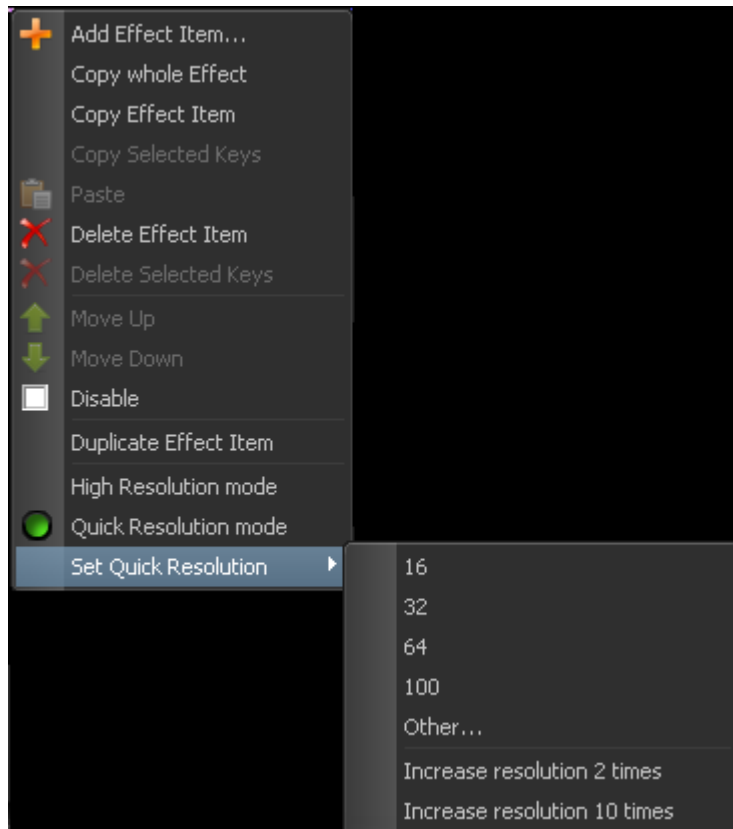 Add Effect Item...
Copy whole Effect
Copy Effect Item
Copy Selected Keys
Paste
Delete Effect Item
Delete Selected Keys
Move Up
Move Down
Disable
Duplicate Effect Item
High Resolution mode
Quick Resolution mode
Set Quick Resolution
16
32
64
100
Other...
Increase resolution 2 times
Increase resolution 10 times